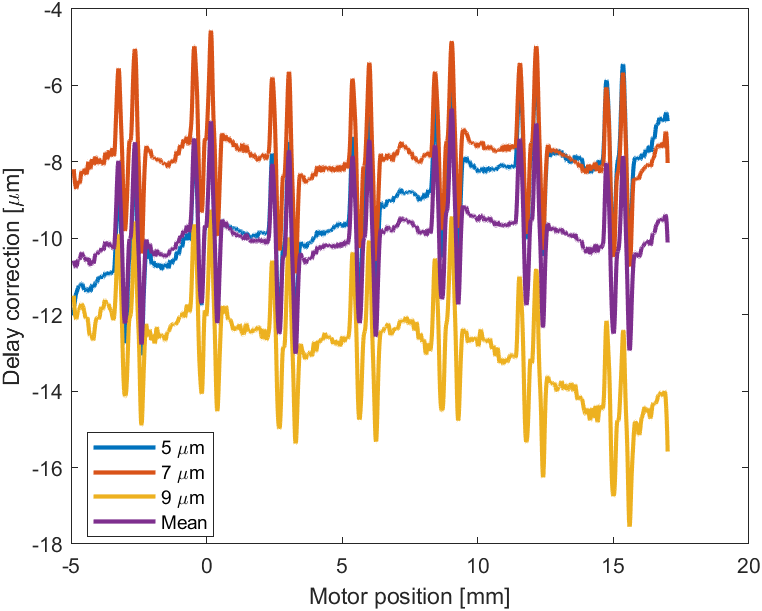 -4
-6
-8
-10
-12
-14
-16
-18
Delay correction [μm]
5 μm
7 μm
9 μm
Mean
-5
0
5
10
15
20
Motor position [mm]